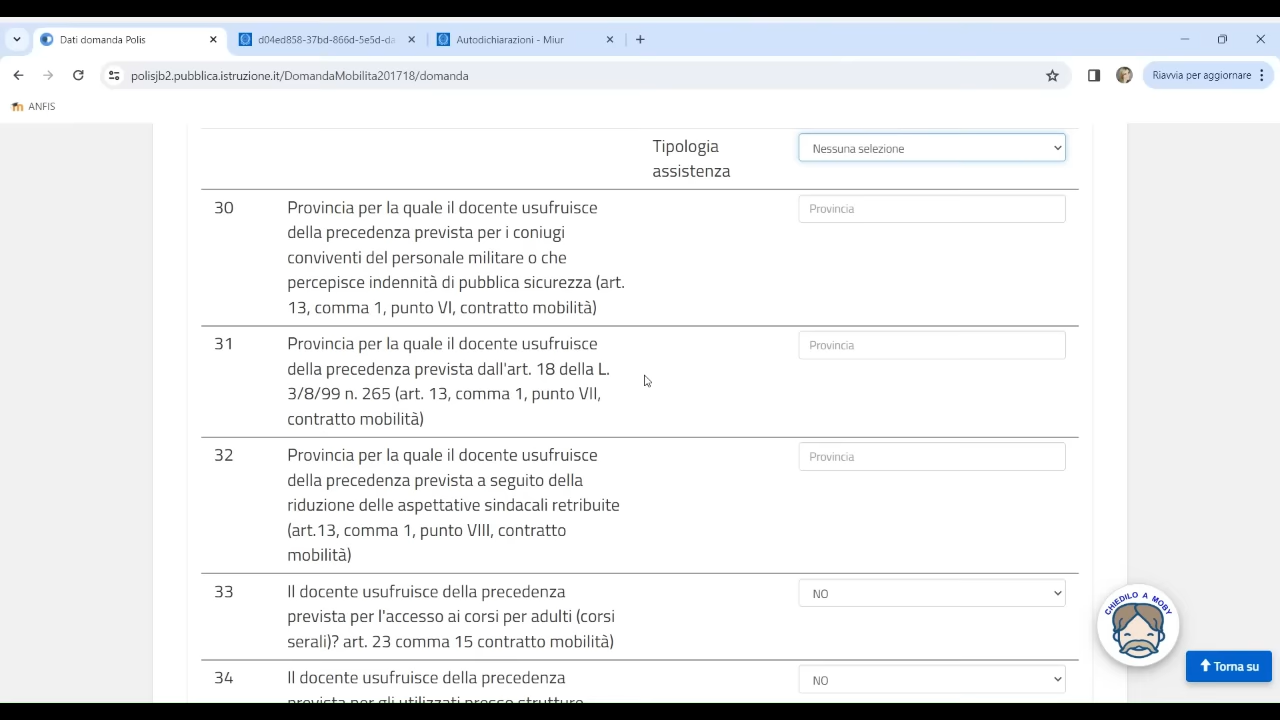 Dati domanda Polis
d04ed858-37bd-866d-5e5d-da
Autodichiarazioni - Miur
polisjb2.pubblica.istruzione.it/DomandaMobilita201718/domanda
Riavvia per aggiornare
ANFIS
Tipologia
assistenza
Nessuna selezione
30
Provincia per la quale il docente usufruisce
della precedenza prevista per i coniugi
conviventi del personale militare o che
percepisce indennità di pubblica sicurezza (art.
13, comma 1, punto VI, contratto mobilità)
Provincia
31
Provincia per la quale il docente usufruisce
della precedenza prevista dall'art. 18 della L.
3/8/99 n. 265 (art. 13, comma 1, punto VII,
contratto mobilità)
Provincia
32
Provincia per la quale il docente usufruisce
della precedenza prevista a seguito della
riduzione delle aspettative sindacali retribuite
(art.13, comma 1, punto VIII, contratto
mobilità)
Provincia
33
Il docente usufruisce della precedenza
prevista per l'accesso ai corsi per adulti (corsi
serali)? art. 23 comma 15 contratto mobilità)
NO
34
Il docente usufruisce della precedenza
prevista per gli utilizzati presso strutture
NO
CHIEDILO A MOBY
Torna su